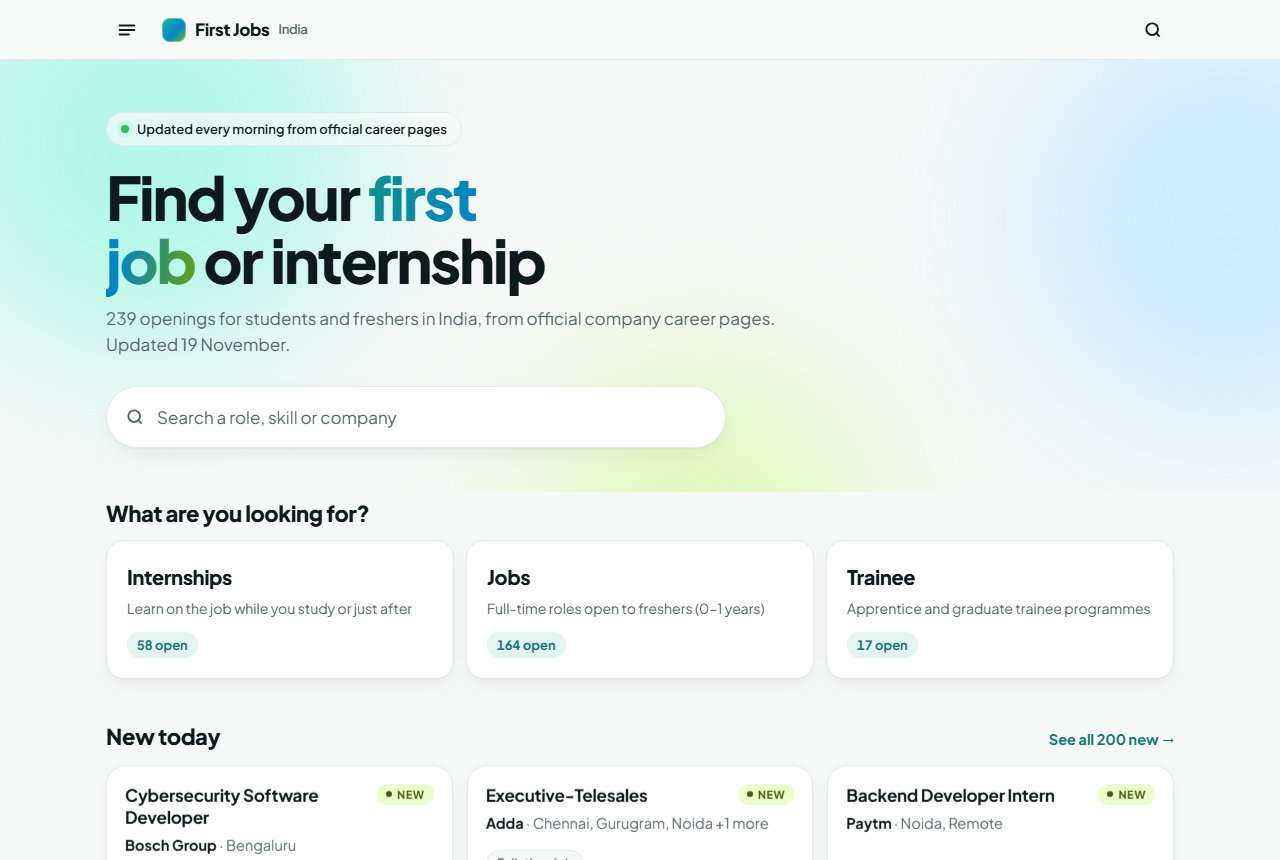 First Jobs India
Updated every morning from official career pages
Find your first
job or internship
239 openings for students and freshers in India, from official company career pages.
Updated 19 November.
Search a role, skill or company
What are you looking for?
Internships
Learn on the job while you study or just after
58 open
Jobs
Full-time roles open to freshers (0–1 years)
164 open
Trainee
Apprentice and graduate trainee programmes
17 open
New today
See all 200 new →
Cybersecurity Software
Developer
NEW
Bosch Group · Bengaluru
Executive-Telesales
NEW
Adda · Chennai, Gurugram, Noida +1 more
Backend Developer Intern
NEW
Paytm · Noida, Remote